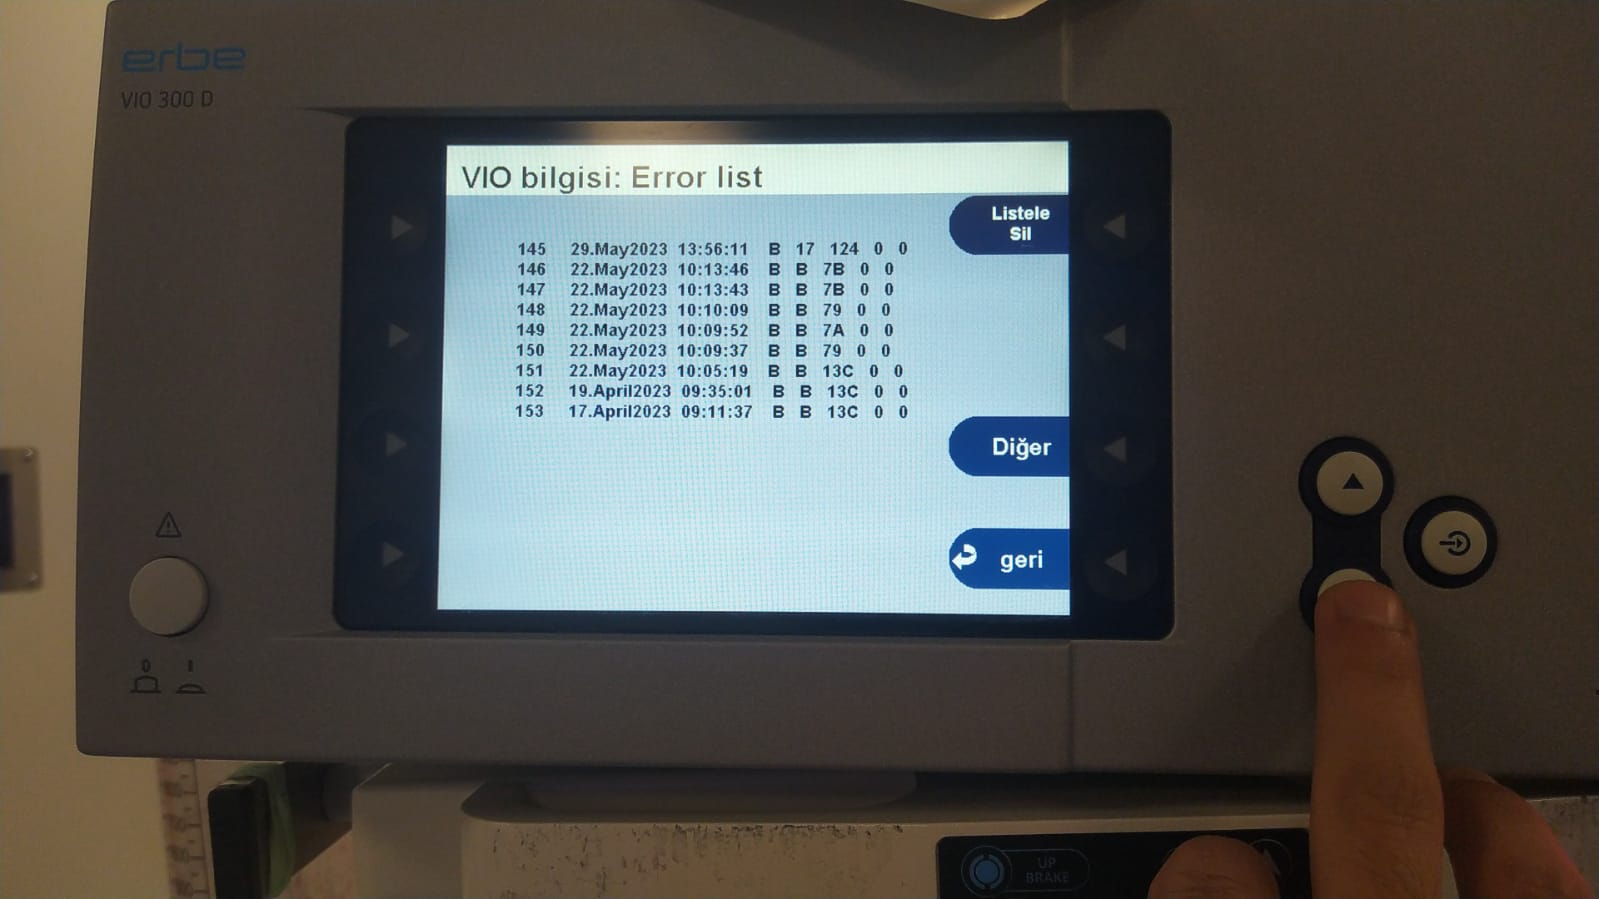 erbe
VIO 300 D
VIO bilgisi: Error list
Listele
Sil
145 29.May2023 13:56:11 B 17 124 0 0
146 22.May2023 10:13:46 B B 7B 0 0
147 22.May2023 10:13:43 B B 7B 0 0
148 22.May2023 10:10:09 B B 79 0 0
149 22.May2023 10:09:52 B B 7A 0 0
150 22.May2023 10:09:37 B B 79 0 0
151 22.May2023 10:05:19 B B 13C 0 0
152 19.April2023 09:35:01 B B 13C 0 0
153 17.April2023 09:11:37 B B 13C 0 0
Diğer
geri
0 I
UP
BRAKE